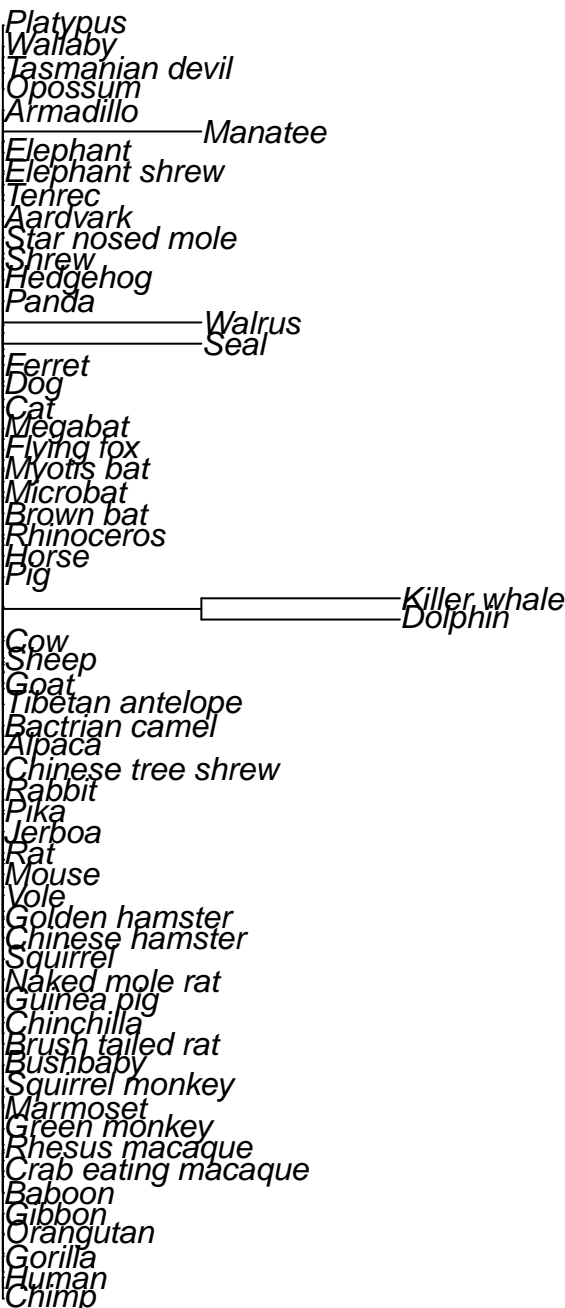 Platypus
Wallaby
Tasmanian devil
Opossum
Armadillo
Manatee
Elephant
Elephant shrew
Tenrec
Aardvark
Star nosed mole
Shrew
Hedgehog
Panda
Walrus
Seal
Ferret
Dog
Cat
Megabat
Flying fox
Myotis bat
Microbat
Brown bat
Rhinoceros
Horse
Pig
Killer whale
Dolphin
Cow
Sheep
Goat
Tibetan antelope
Bactrian camel
Alpaca
Chinese tree shrew
Rabbit
Pika
Jerboa
Rat
Mouse
Vole
Golden hamster
Chinese hamster
Squirrel
Naked mole rat
Guinea pig
Chinchilla
Brush tailed rat
Bushbaby
Squirrel monkey
Marmoset
Green monkey
Rhesus macaque
Crab eating macaque
Baboon
Gibbon
Orangutan
Gorilla
Human
Chimp